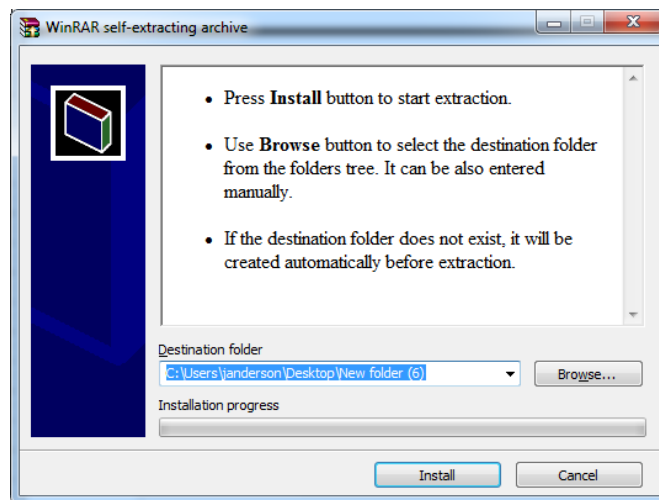 WinRAR self-extracting archive
• Press Install button to start extraction.
• Use Browse button to select the destination folder
from the folders tree. It can be also entered
manually.
• If the destination folder does not exist, it will be
created automatically before extraction.
Destination folder
C:\Users\janderson\Desktop\New folder (6)
Browse...
Installation progress
Install
Cancel